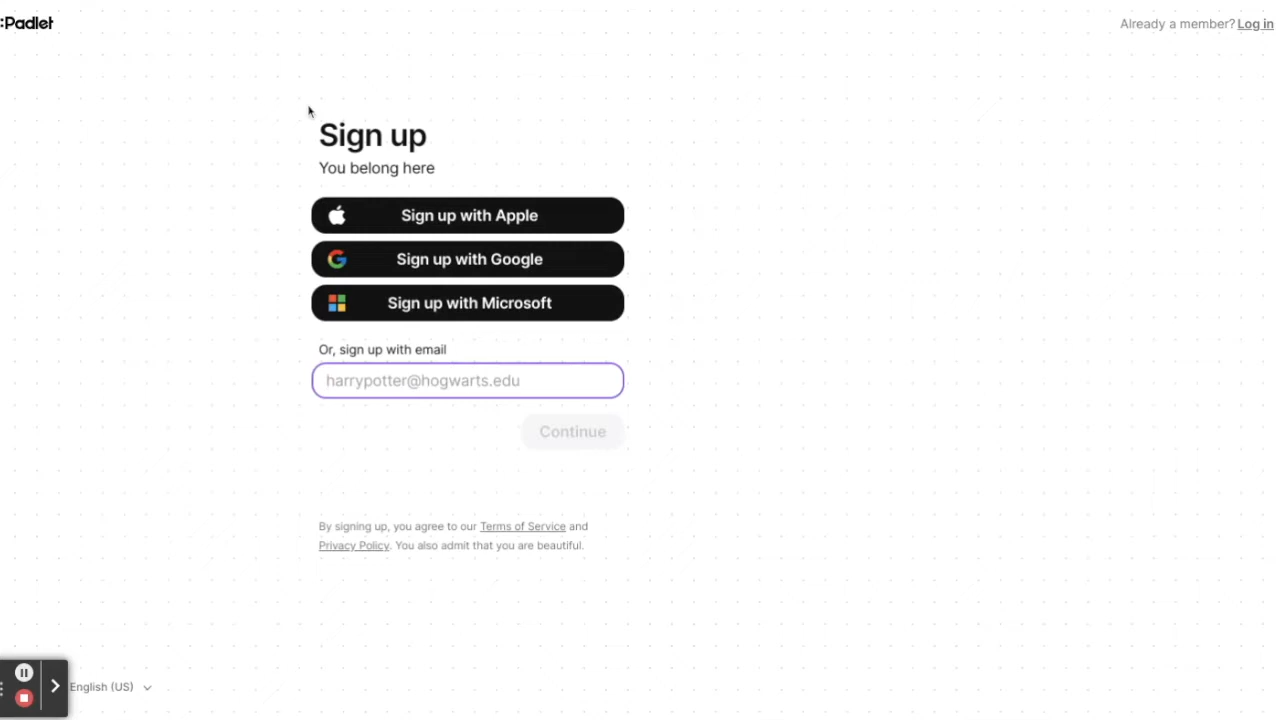 :Padlet
Already a member? Log in
Sign up
You belong here
Sign up with Apple
Sign up with Google
Sign up with Microsoft
Or, sign up with email
harrypotter@hogwarts.edu
Continue
By signing up, you agree to our Terms of Service and
Privacy Policy. You also admit that you are beautiful.
English (US)